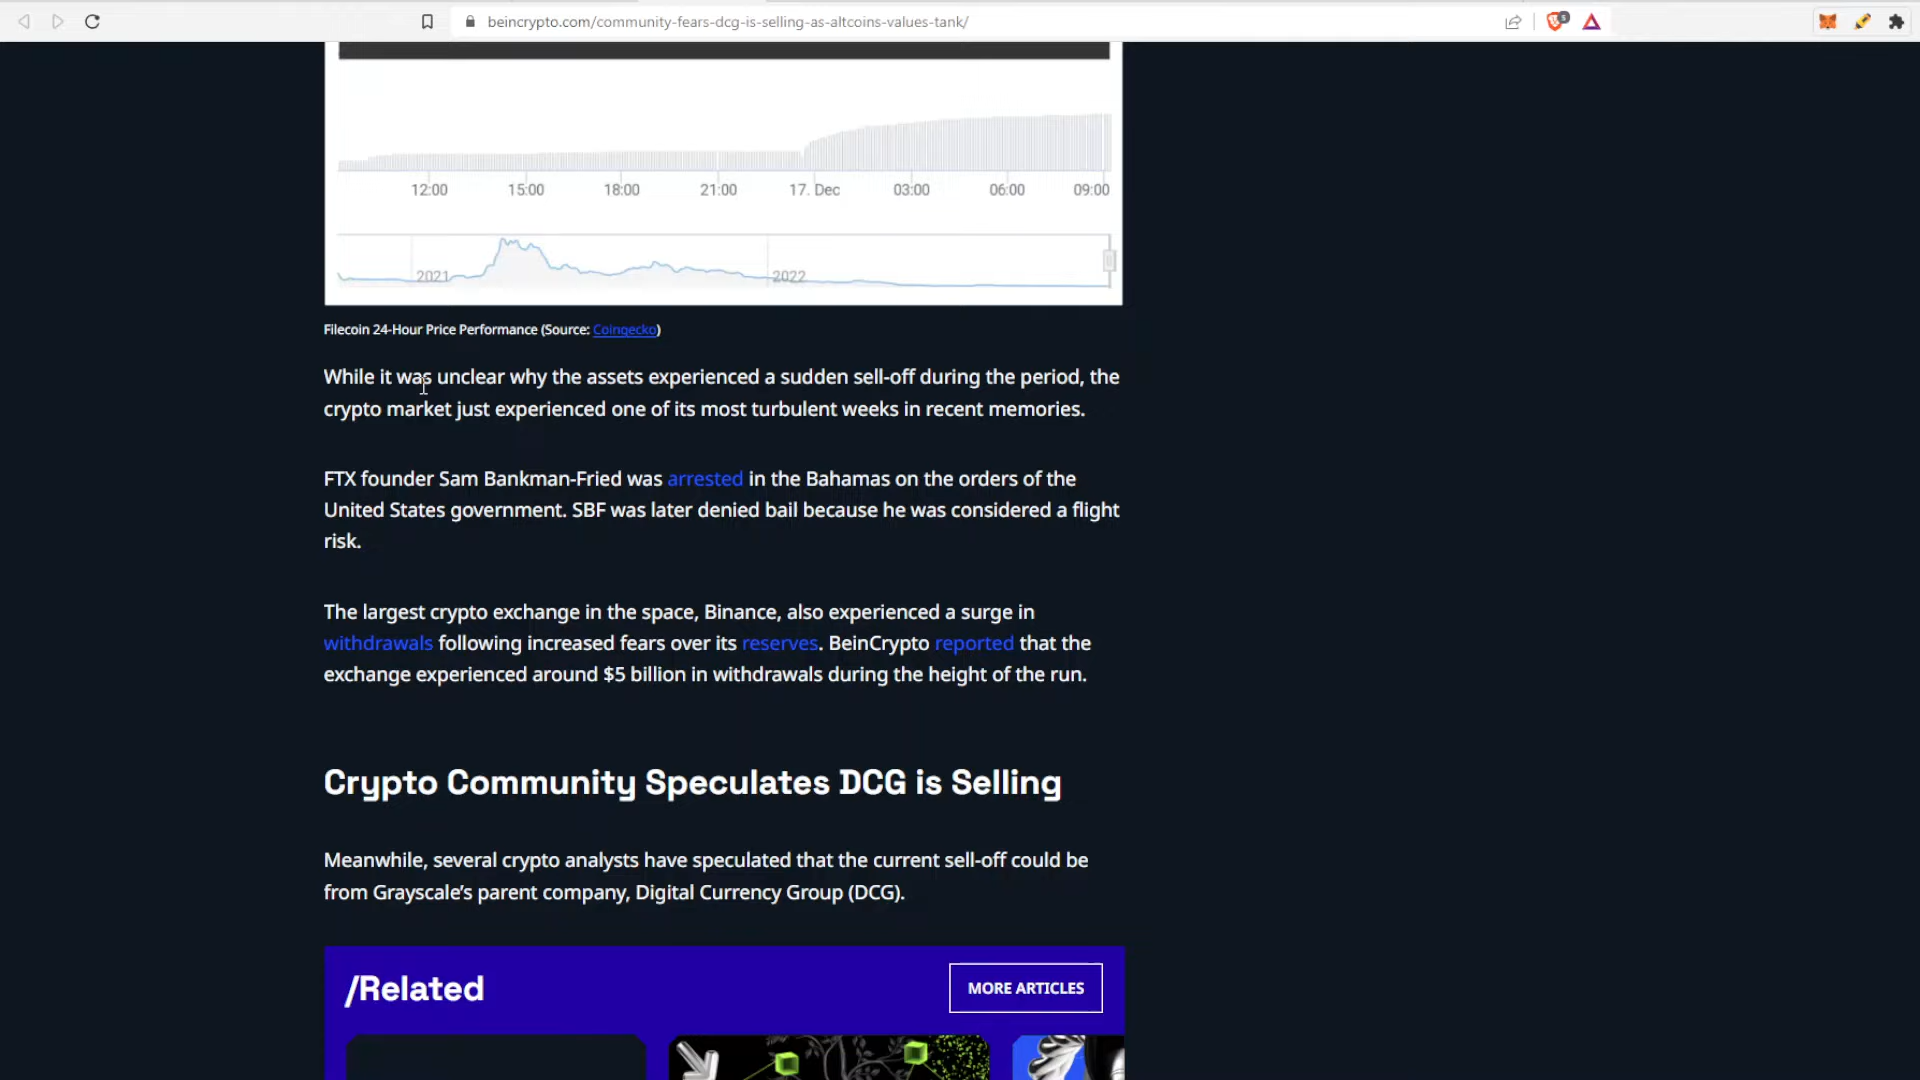 beincrypto.com/community-fears-dcg-is-selling-as-altcoins-values-tank/
5
12:00 15:00 18:00 21:00 17. Dec 03:00 06:00 09:00
2021 2022
Filecoin 24-Hour Price Performance (Source: Coingecko)
While it was unclear why the assets experienced a sudden sell-off during the period, the
crypto market just experienced one of its most turbulent weeks in recent memories.
FTX founder Sam Bankman-Fried was arrested in the Bahamas on the orders of the
United States government. SBF was later denied bail because he was considered a flight
risk.
The largest crypto exchange in the space, Binance, also experienced a surge in
withdrawals following increased fears over its reserves. BeinCrypto reported that the
exchange experienced around $5 billion in withdrawals during the height of the run.
Crypto Community Speculates DCG is Selling
Meanwhile, several crypto analysts have speculated that the current sell-off could be
from Grayscale’s parent company, Digital Currency Group (DCG).
/Related
MORE ARTICLES